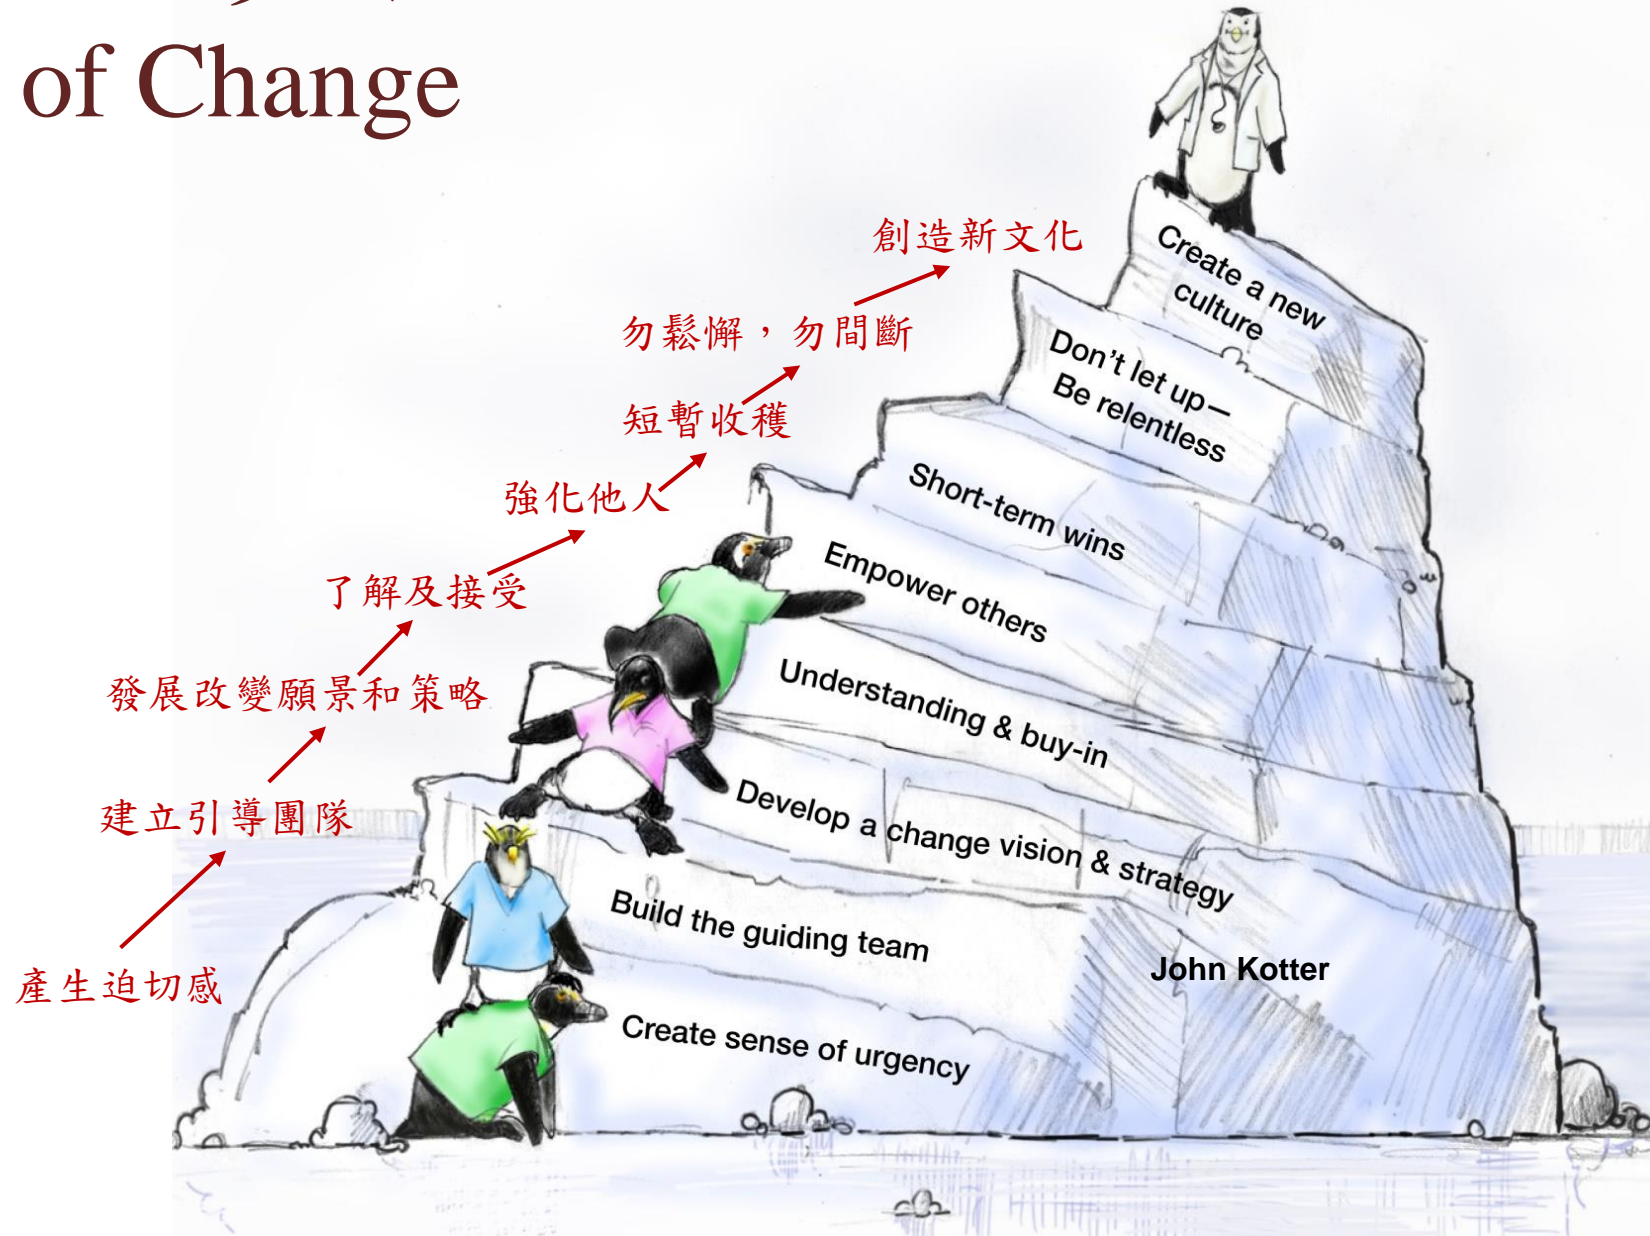 of Change
創造新文化
勿鬆懈，勿間斷
短暫收穫
強化他人
了解及接受
發展改變願景和策略
建立引導團隊
產生迫切感
Create a new
culture
Don't let up—
Be relentless
Short-term wins
Empower others
Understanding & buy-in
Develop a change vision & strategy
Build the guiding team
John Kotter
Create sense of urgency